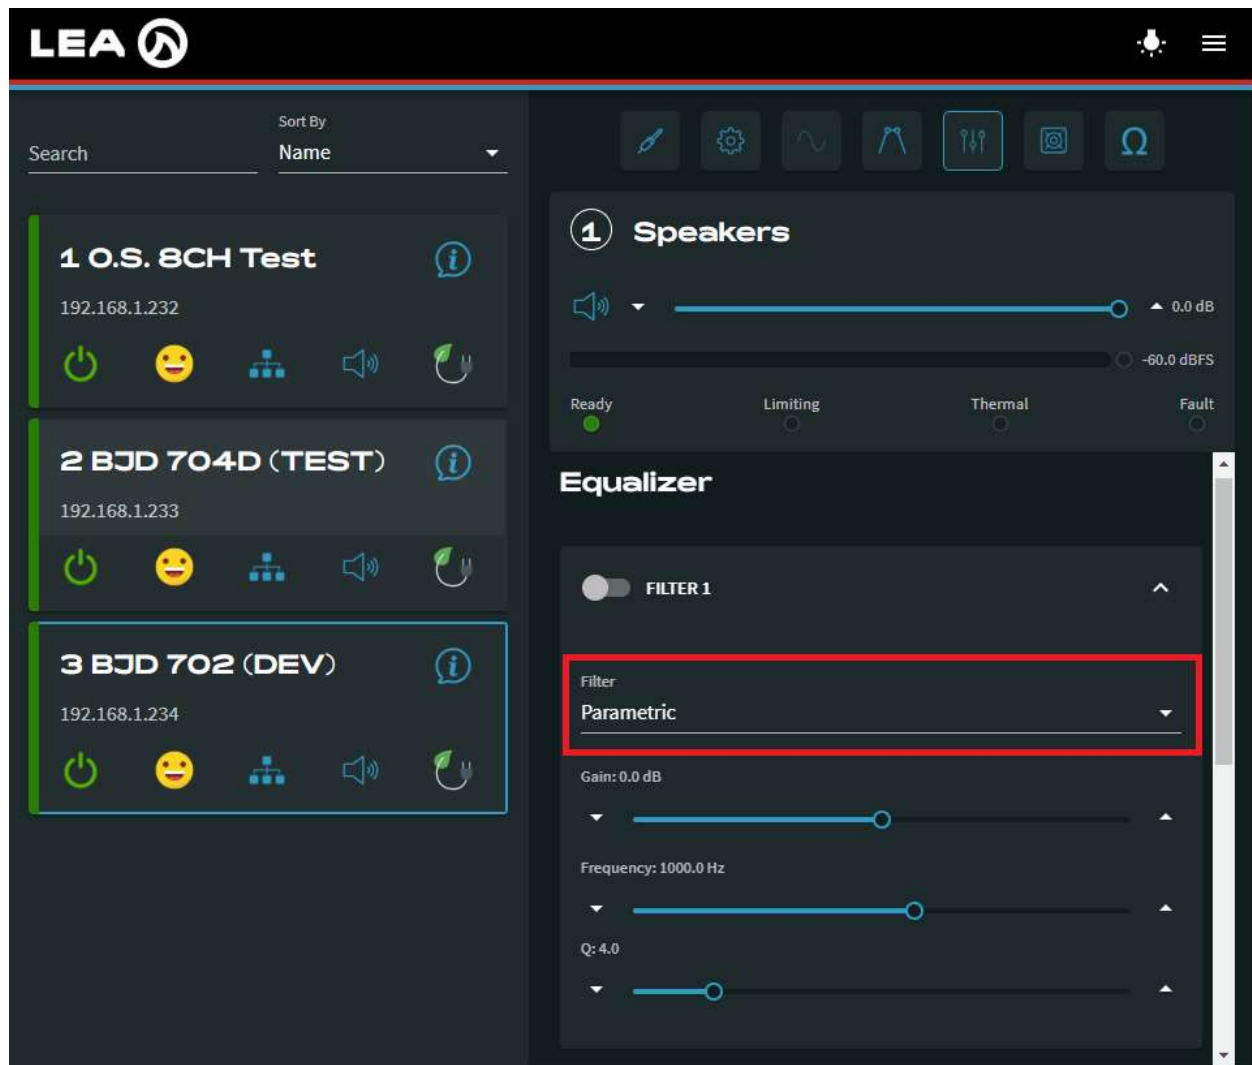 LEA
Search
Sort By
Name
1 O.S. 8CH Test
192.168.1.232
2 BJD 704D (TEST)
192.168.1.233
3 BJD 702 (DEV)
192.168.1.234
1 Speakers
0.0 dB
-60.0 dBFS
Ready Limiting Thermal Fault
Equalizer
FILTER 1
Filter
Parametric
Gain: 0.0 dB
Frequency: 1000.0 Hz
Q: 4.0